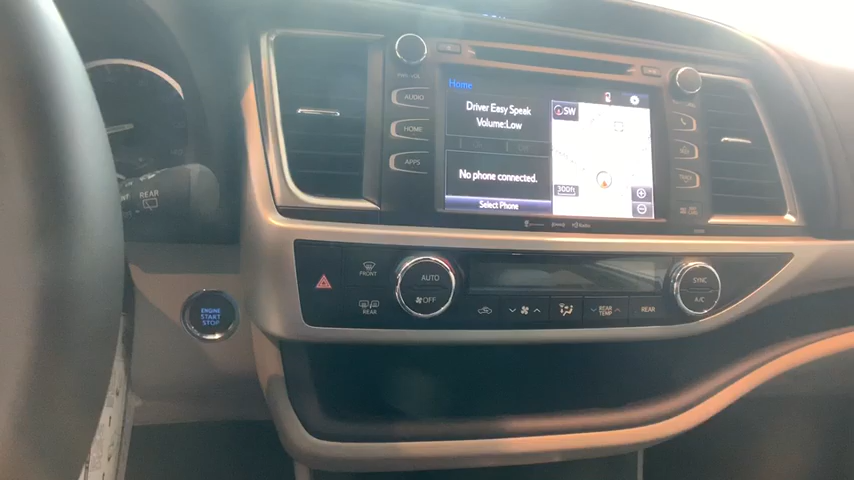 Home
Driver Easy Speak
Volume:Low
No phone connected.
Select Phone
SW
300ft
AUDIO
HOME
APPS
REAR
ENGINE
START
STOP
FRONT
REAR
AUTO
OFF
REAR
TEMP
REAR
SYNC
A/C